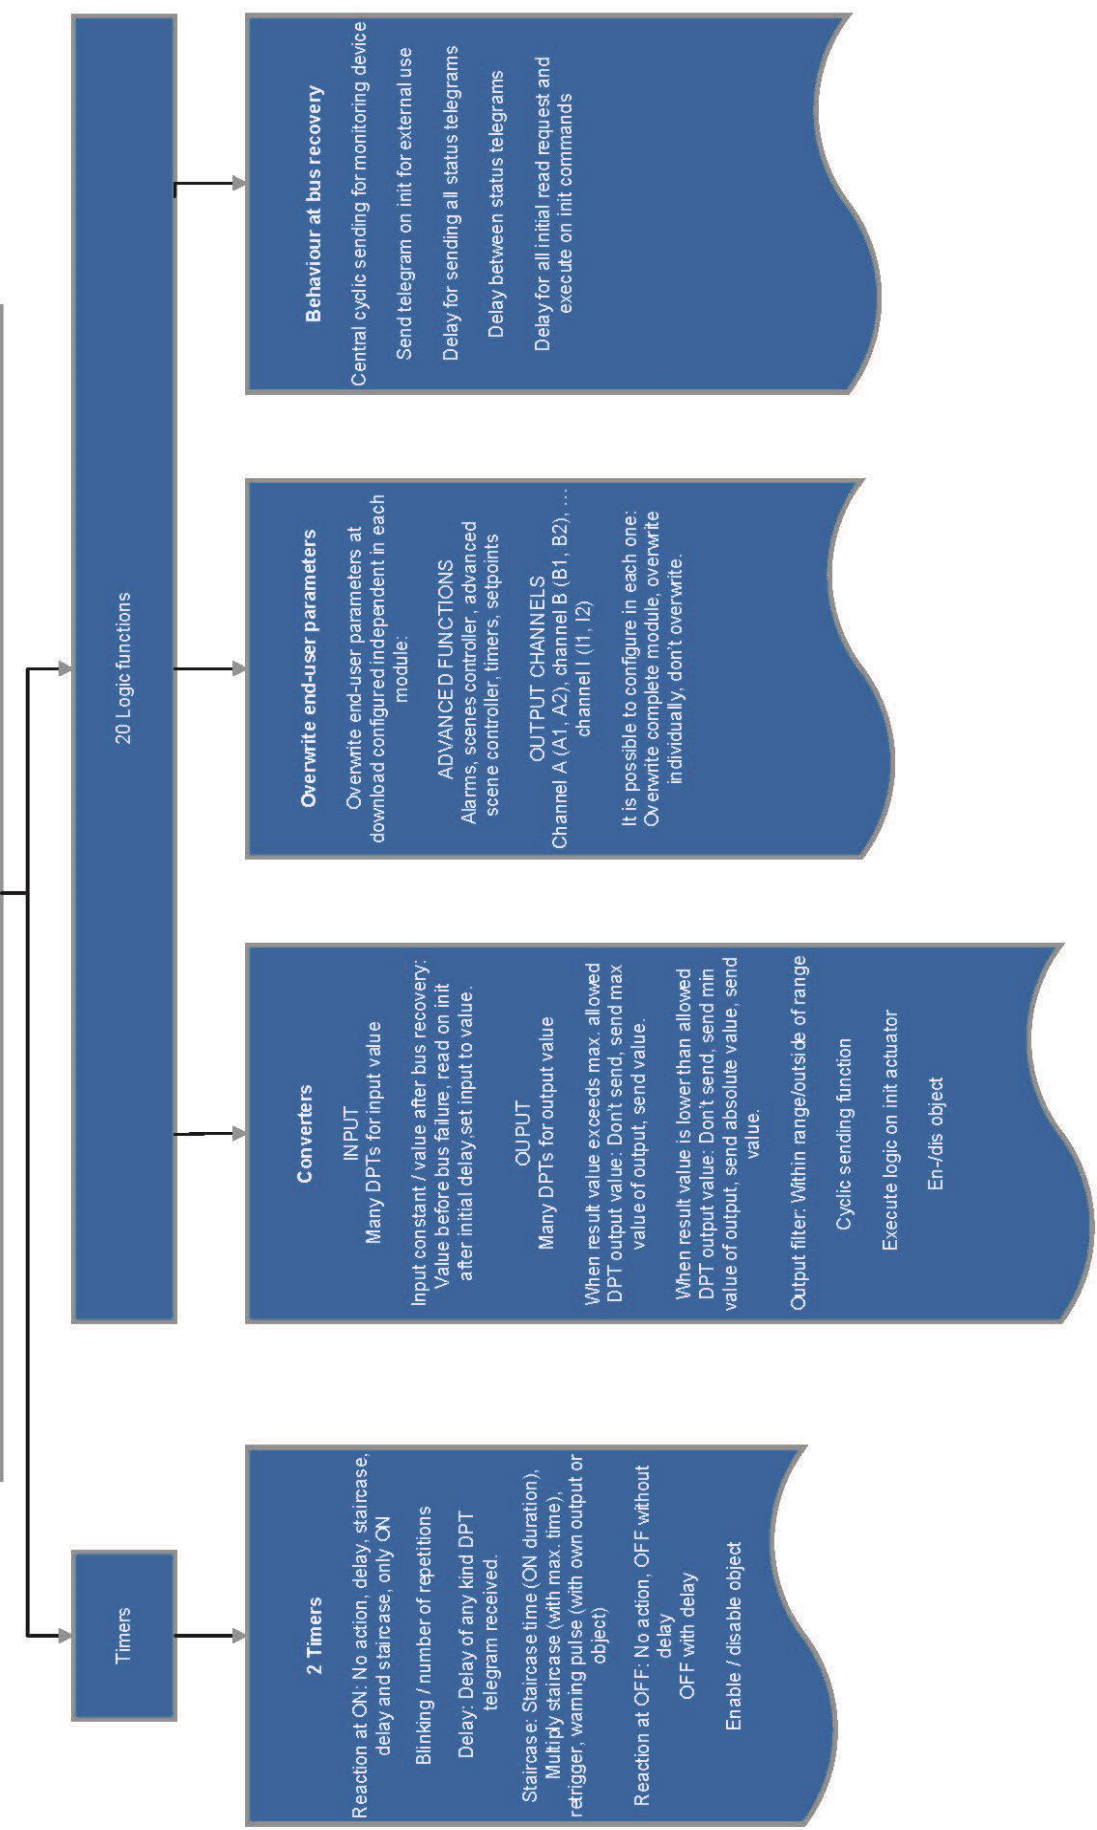 Timers
20 Logic functions
2 Timers
Reaction at ON: No action, delay, staircase,
delay and staircase, only ON
Blinking / number of repetitions
Delay: Delay of any kind DPT
telegram received.
Staircase: Staircase time (ON duration),
Multiply staircase (with max. time),
retrigger, warning pulse (with own output or
object)
Reaction at OFF: No action, OFF without
delay
OFF with delay
Enable / disable object
Converters
INPUT
Many DPTs for input value
Input constant / value after bus recovery:
Value before bus failure, read on init
after initial delay,set input to value.
OUPUT
Many DPTs for output value
When result value exceeds max. allowed
DPT output value: Don't send, send max
value of output, send value.
When result value is lower than allowed
DPT output value: Don't send, send min
value of output, send absolute value, send
value.
Output filter: Within range/outside of range
Cyclic sending function
Execute logic on init actuator
En-/dis object
Overwrite end-user parameters
Overwrite end-user parameters at
download configured independent in each
module:
ADVANCED FUNCTIONS
Alarms, scenes controller, advanced
scene controller, timers, setpoints
OUTPUT CHANNELS
Channel A (A1, A2), channel B (B1, B2), …
channel I (I1, I2)
It is possible to configure in each one:
Overwrite complete module, overwrite
individually, don't overwrite.
Behaviour at bus recovery
Central cyclic sending for monitoring device
Send telegram on init for external use
Delay for sending all status telegrams
Delay between status telegrams
Delay for all initial read request and
execute on init commands